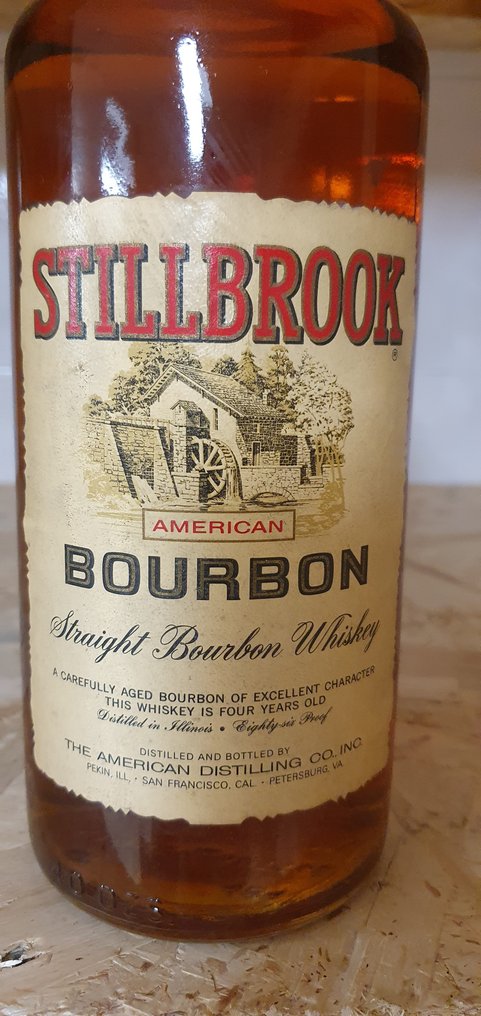 STILLBROOK
®
AMERICAN
BOURBON
Straight Bourbon Whiskey
A CAREFULLY AGED BOURBON OF EXCELLENT CHARACTER
THIS WHISKEY IS FOUR YEARS OLD
Distilled in Illinois • Eighty-six Proof
DISTILLED AND BOTTLED BY
THE AMERICAN DISTILLING CO., INC.
PEKIN, ILL. · SAN FRANCISCO, CAL. · PETERSBURG, VA.